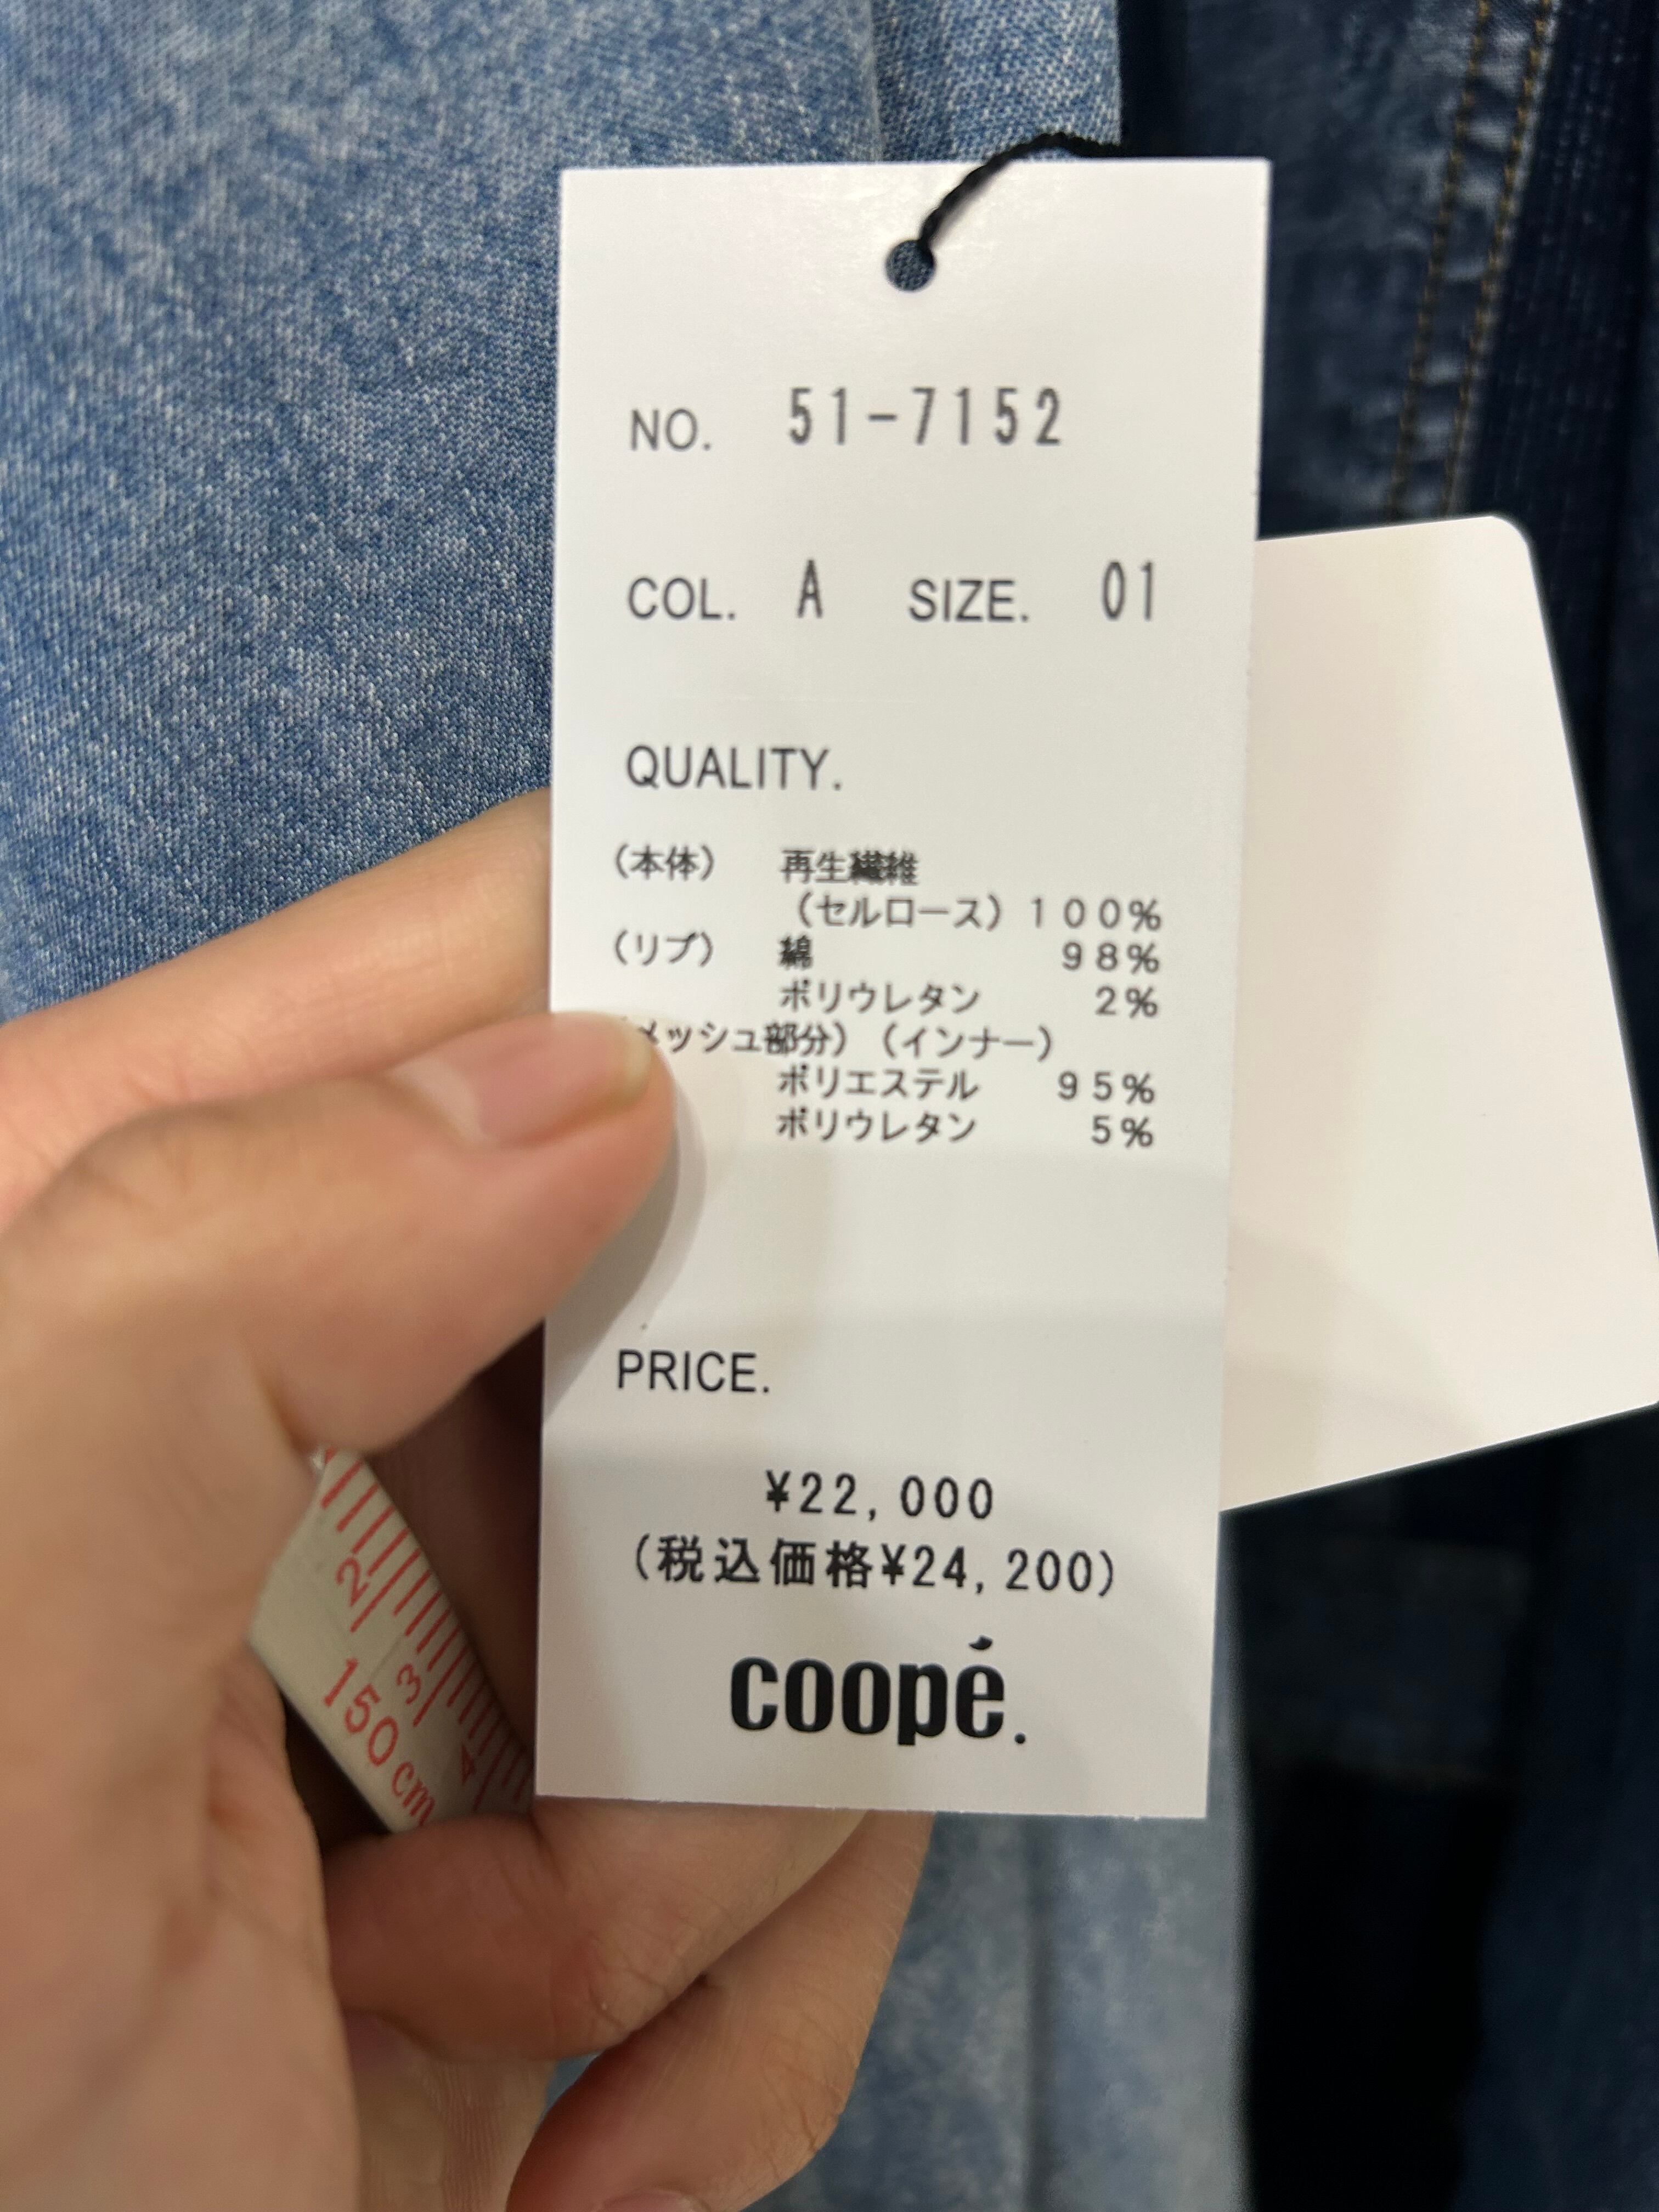 NO. 51-7152
COL. A SIZE. 01
QUALITY.
(本体) 再生繊維
(セルロース) 100%
(リブ) 綿 98%
ポリウレタン 2%
メッシュ部分) (インナー)
ポリエステル 95%
ポリウレタン 5%
PRICE.
¥22,000
(税込価格¥24,200)
coopé.
2
3
4
150cm